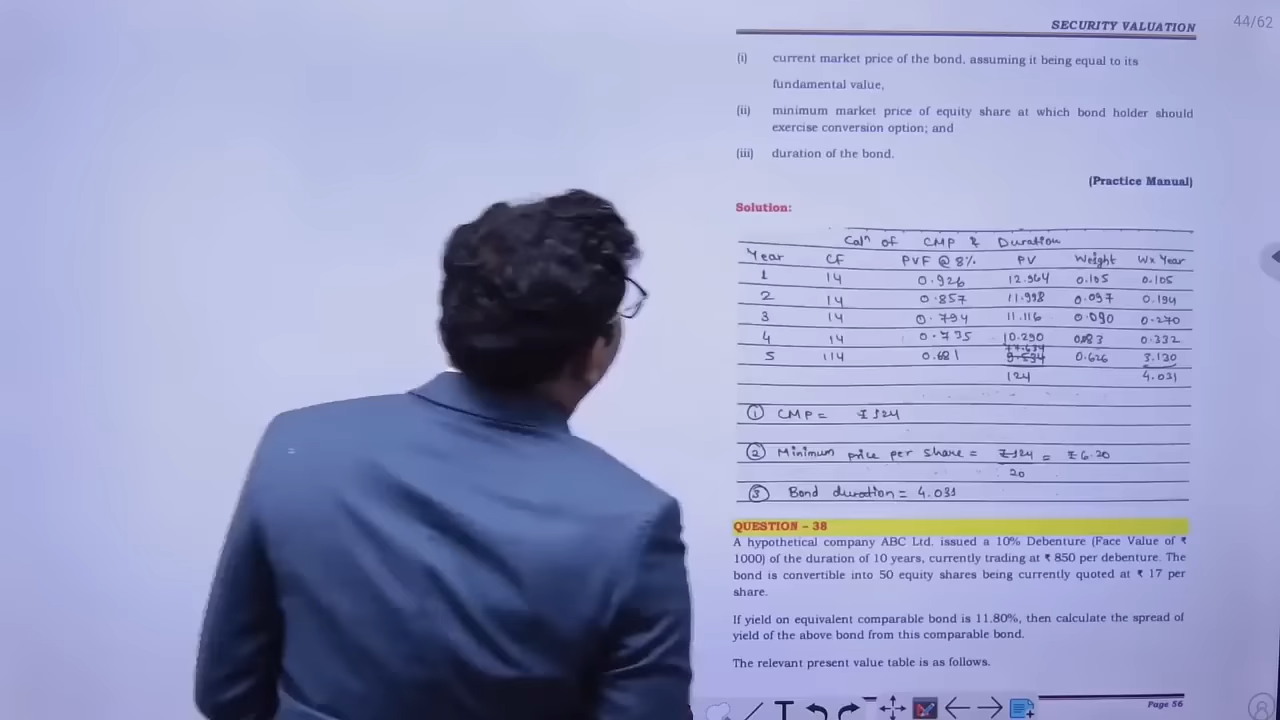 SECURITY VALUATION
44/62
(i) current market price of the bond, assuming it being equal to its
fundamental value,
(ii) minimum market price of equity share at which bond holder should
exercise conversion option; and
(iii) duration of the bond.
(Practice Manual)
Solution:
Calⁿ of CMP & Duration
Year CF PVF @ 8% PV Weight W x Year
1 14 0.926 12.964 0.105 0.105
2 14 0.857 11.998 0.097 0.194
3 14 0.794 11.116 0.090 0.270
4 14 0.735 10.290 0.083 0.332
77.634
5 114 0.681 9.534 0.626 3.130
124 4.031
① CMP = ₹124
② Minimum price per share = ₹124 = ₹6.20
20
③ Bond duration = 4.031
QUESTION – 38
A hypothetical company ABC Ltd. issued a 10% Debenture (Face Value of ₹
1000) of the duration of 10 years, currently trading at ₹ 850 per debenture. The
bond is convertible into 50 equity shares being currently quoted at ₹ 17 per
share.
If yield on equivalent comparable bond is 11.80%, then calculate the spread of
yield of the above bond from this comparable bond.
The relevant present value table is as follows.
Page 56